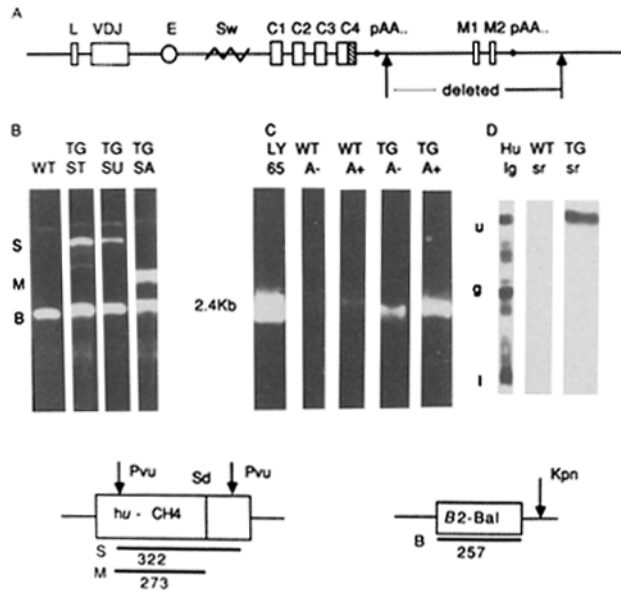 A
L VDJ E Sw C1 C2 C3 C4 pAA.. M1 M2 pAA..
deleted
B
WT TG ST TG SU TG SA
S
M
B
C
LY 65 WT A- WT A+ TG A- TG A+
2.4Kb
D
Hu Ig WT sr TG sr
u
g
l
Pvu Sd Pvu
hu - CH4
S 322
M 273
Kpn
B2-Bal
B 257